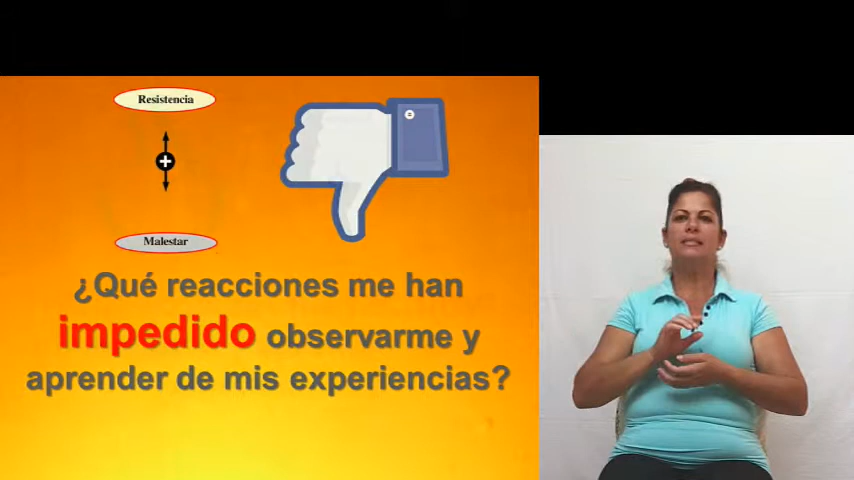 Resistencia
Malestar
¿Qué reacciones me han
impedido observarme y
aprender de mis experiencias?